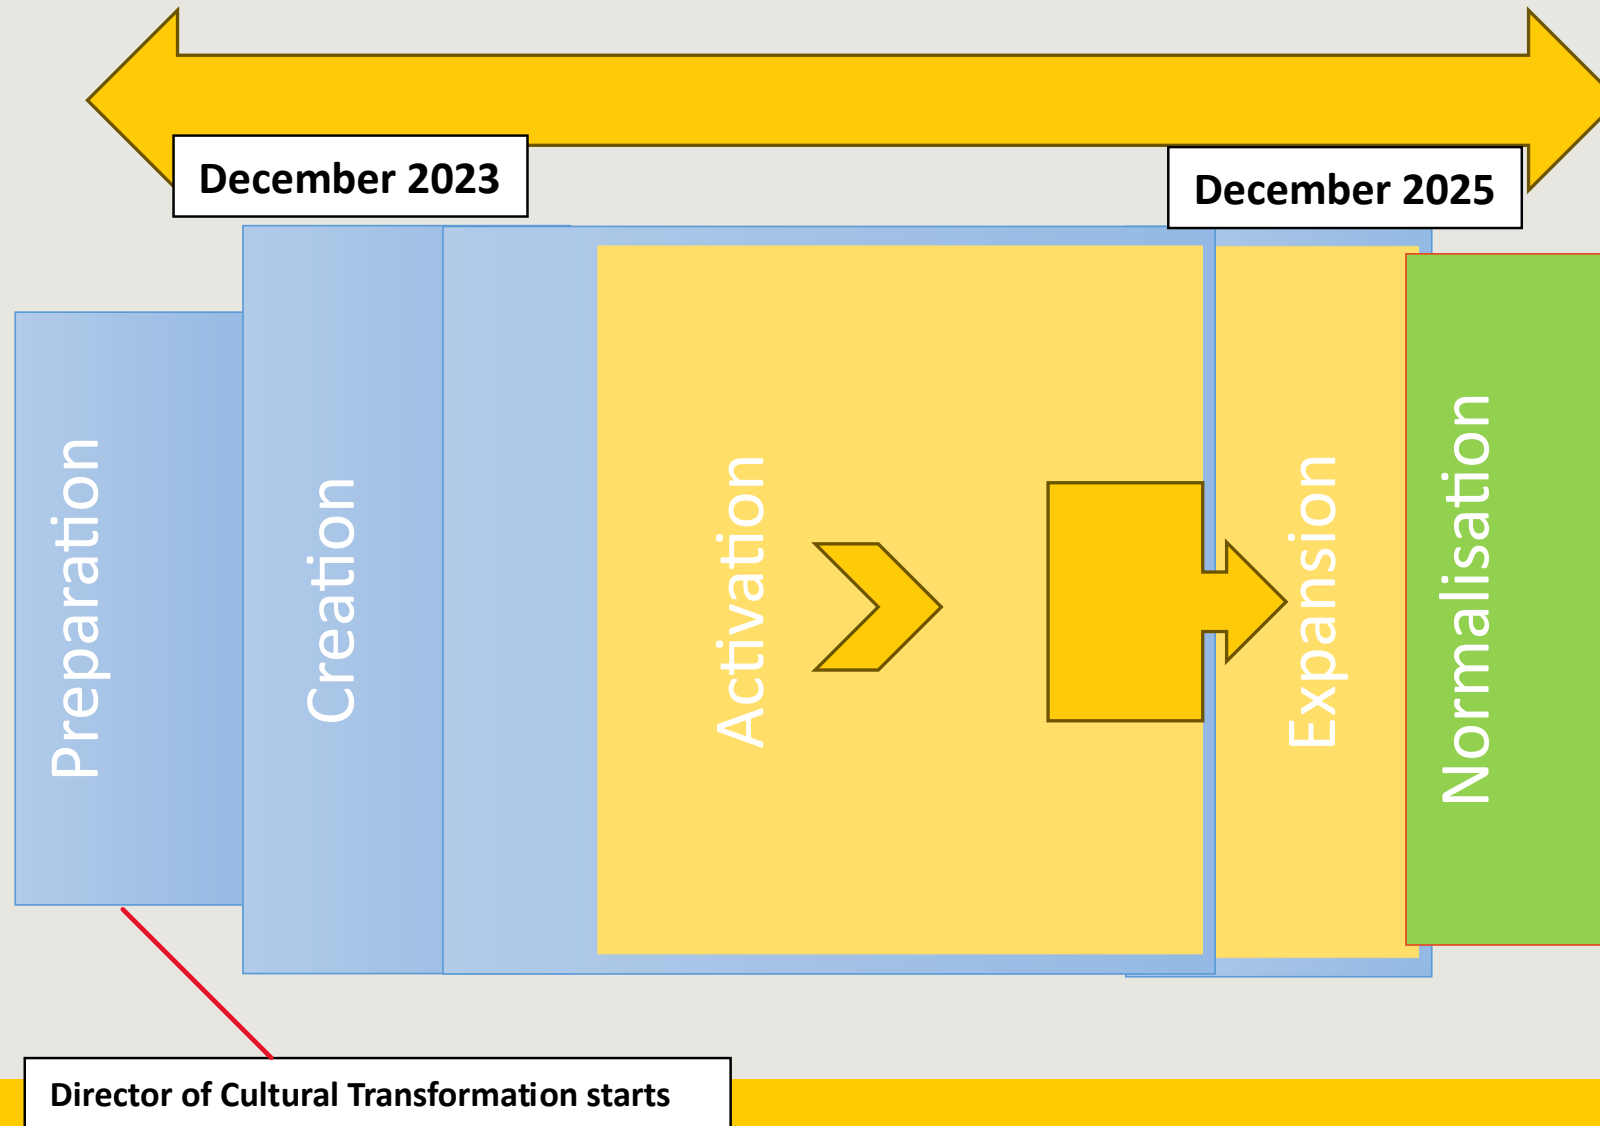 December 2023
December 2025
Preparation
Creation
Activation
Expansion
Normalisation
Director of Cultural Transformation starts